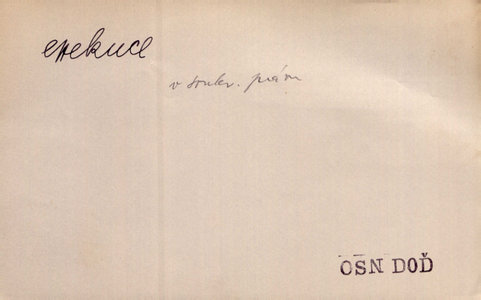 exekuce
v soukr. právu
OSN DOĎ